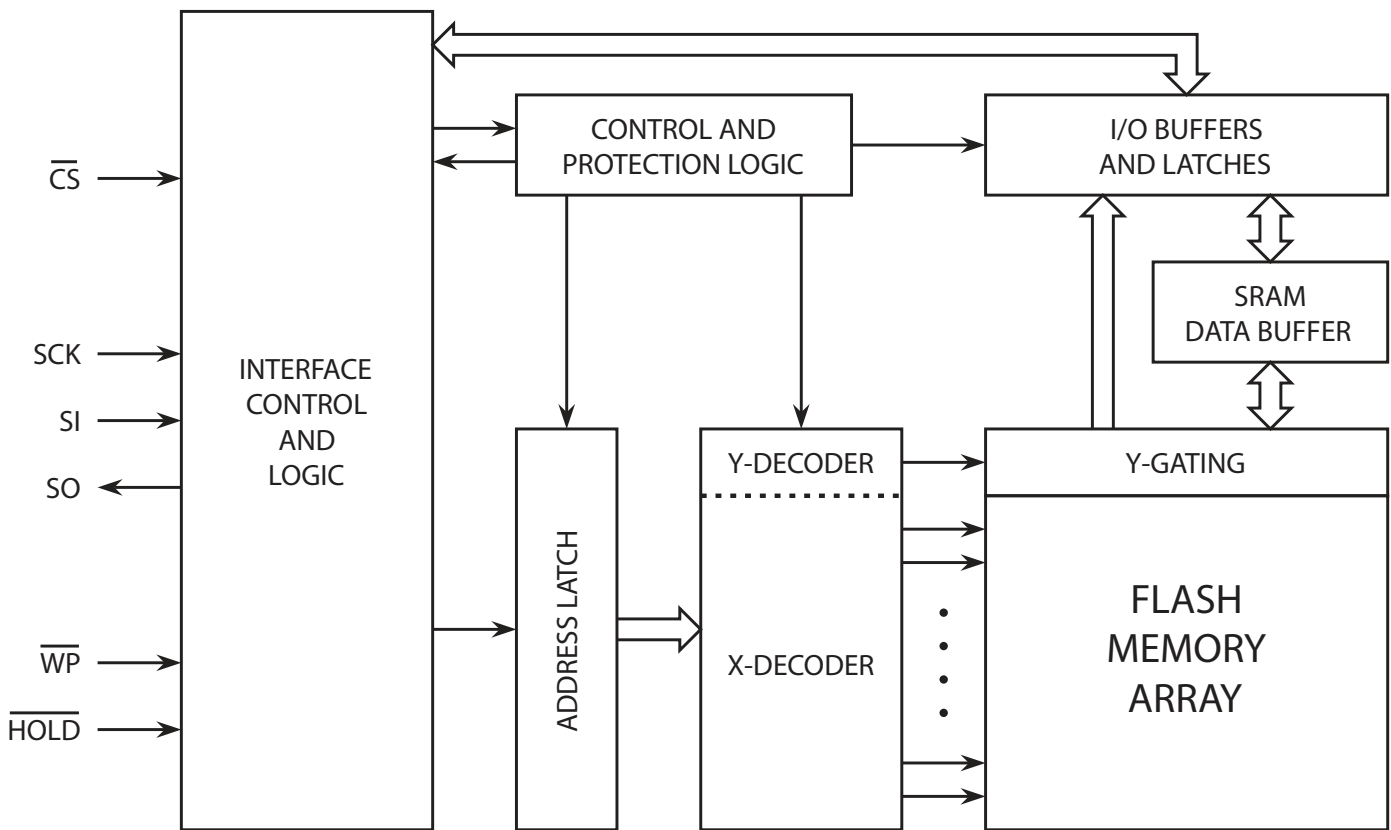 CS
SCK
SI
SO
WP
HOLD
INTERFACE
CONTROL
AND
LOGIC
CONTROL AND
PROTECTION LOGIC
I/O BUFFERS
AND LATCHES
SRAM
DATA BUFFER
ADDRESS LATCH
Y-DECODER
X-DECODER
Y-GATING
FLASH
MEMORY
ARRAY